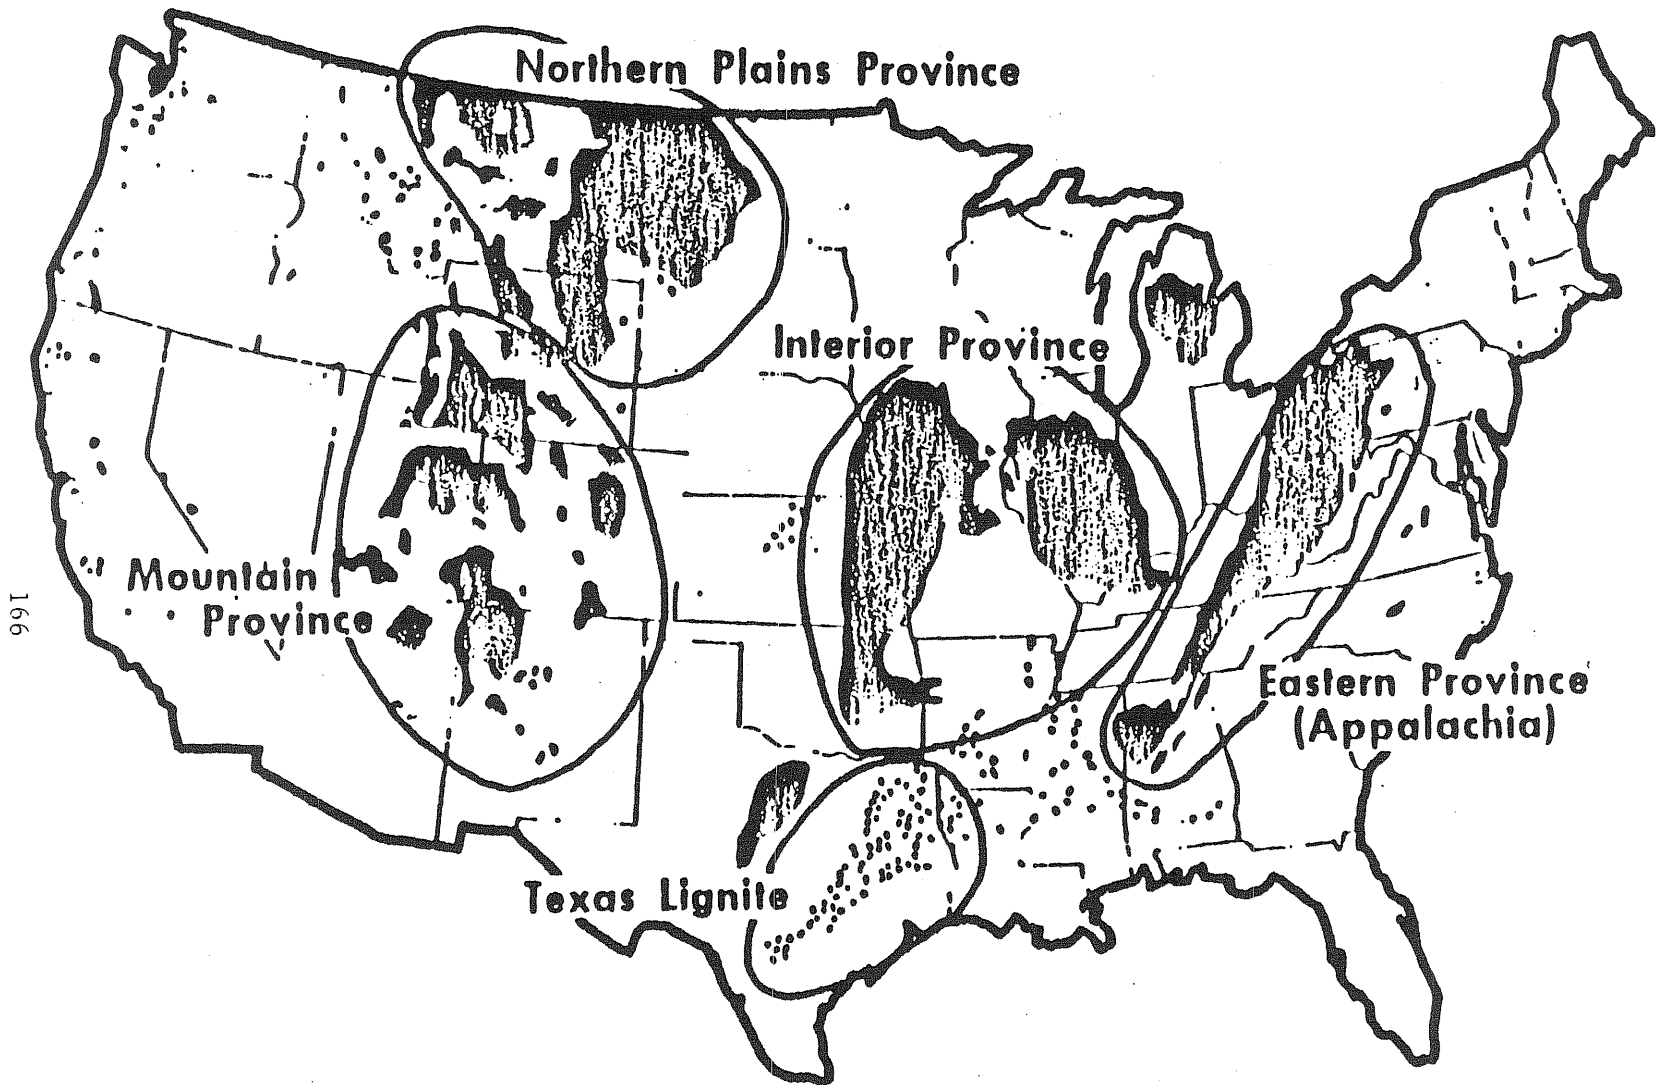 Northern Plains Province
Interior Province
Mountain
Province
Eastern Province
(Appalachia)
Texas Lignite
166